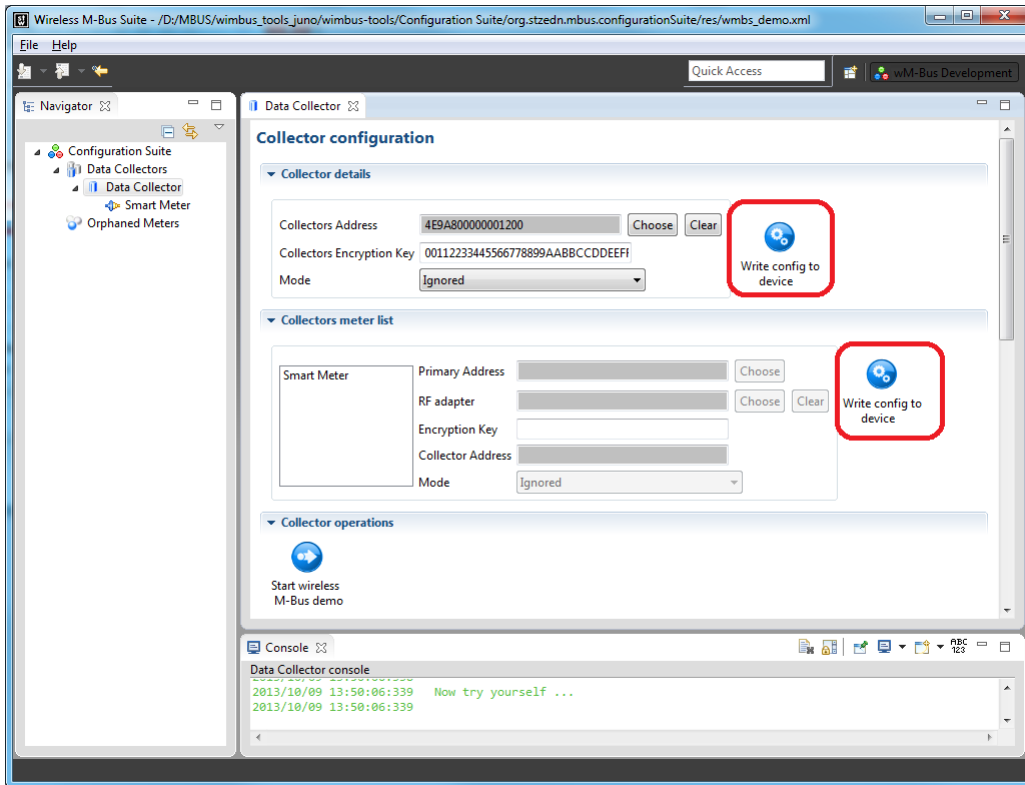 Wireless M-Bus Suite - /D:/MBUS/wimbus_tools_juno/wimbus-tools/Configuration Suite/org.stzedn.mbus.configurationSuite/res/wmbs_demo.xml
File Help
Quick Access
wM-Bus Development
Navigator
Configuration Suite
Data Collectors
Data Collector
Smart Meter
Orphaned Meters
Data Collector
Collector configuration
Collector details
Collectors Address 4E9A800000001200 Choose Clear
Collectors Encryption Key 00112233445566778899AABBCCDDEEFF
Mode Ignored
Write config to
device
Collectors meter list
Smart Meter
Primary Address Choose
RF adapter Choose Clear
Encryption Key
Collector Address
Mode Ignored
Write config to
device
Collector operations
Start wireless
M-Bus demo
Console
ABC
123
Data Collector console
2013/10/09 13:50:06:339 Now try yourself ...
2013/10/09 13:50:06:339